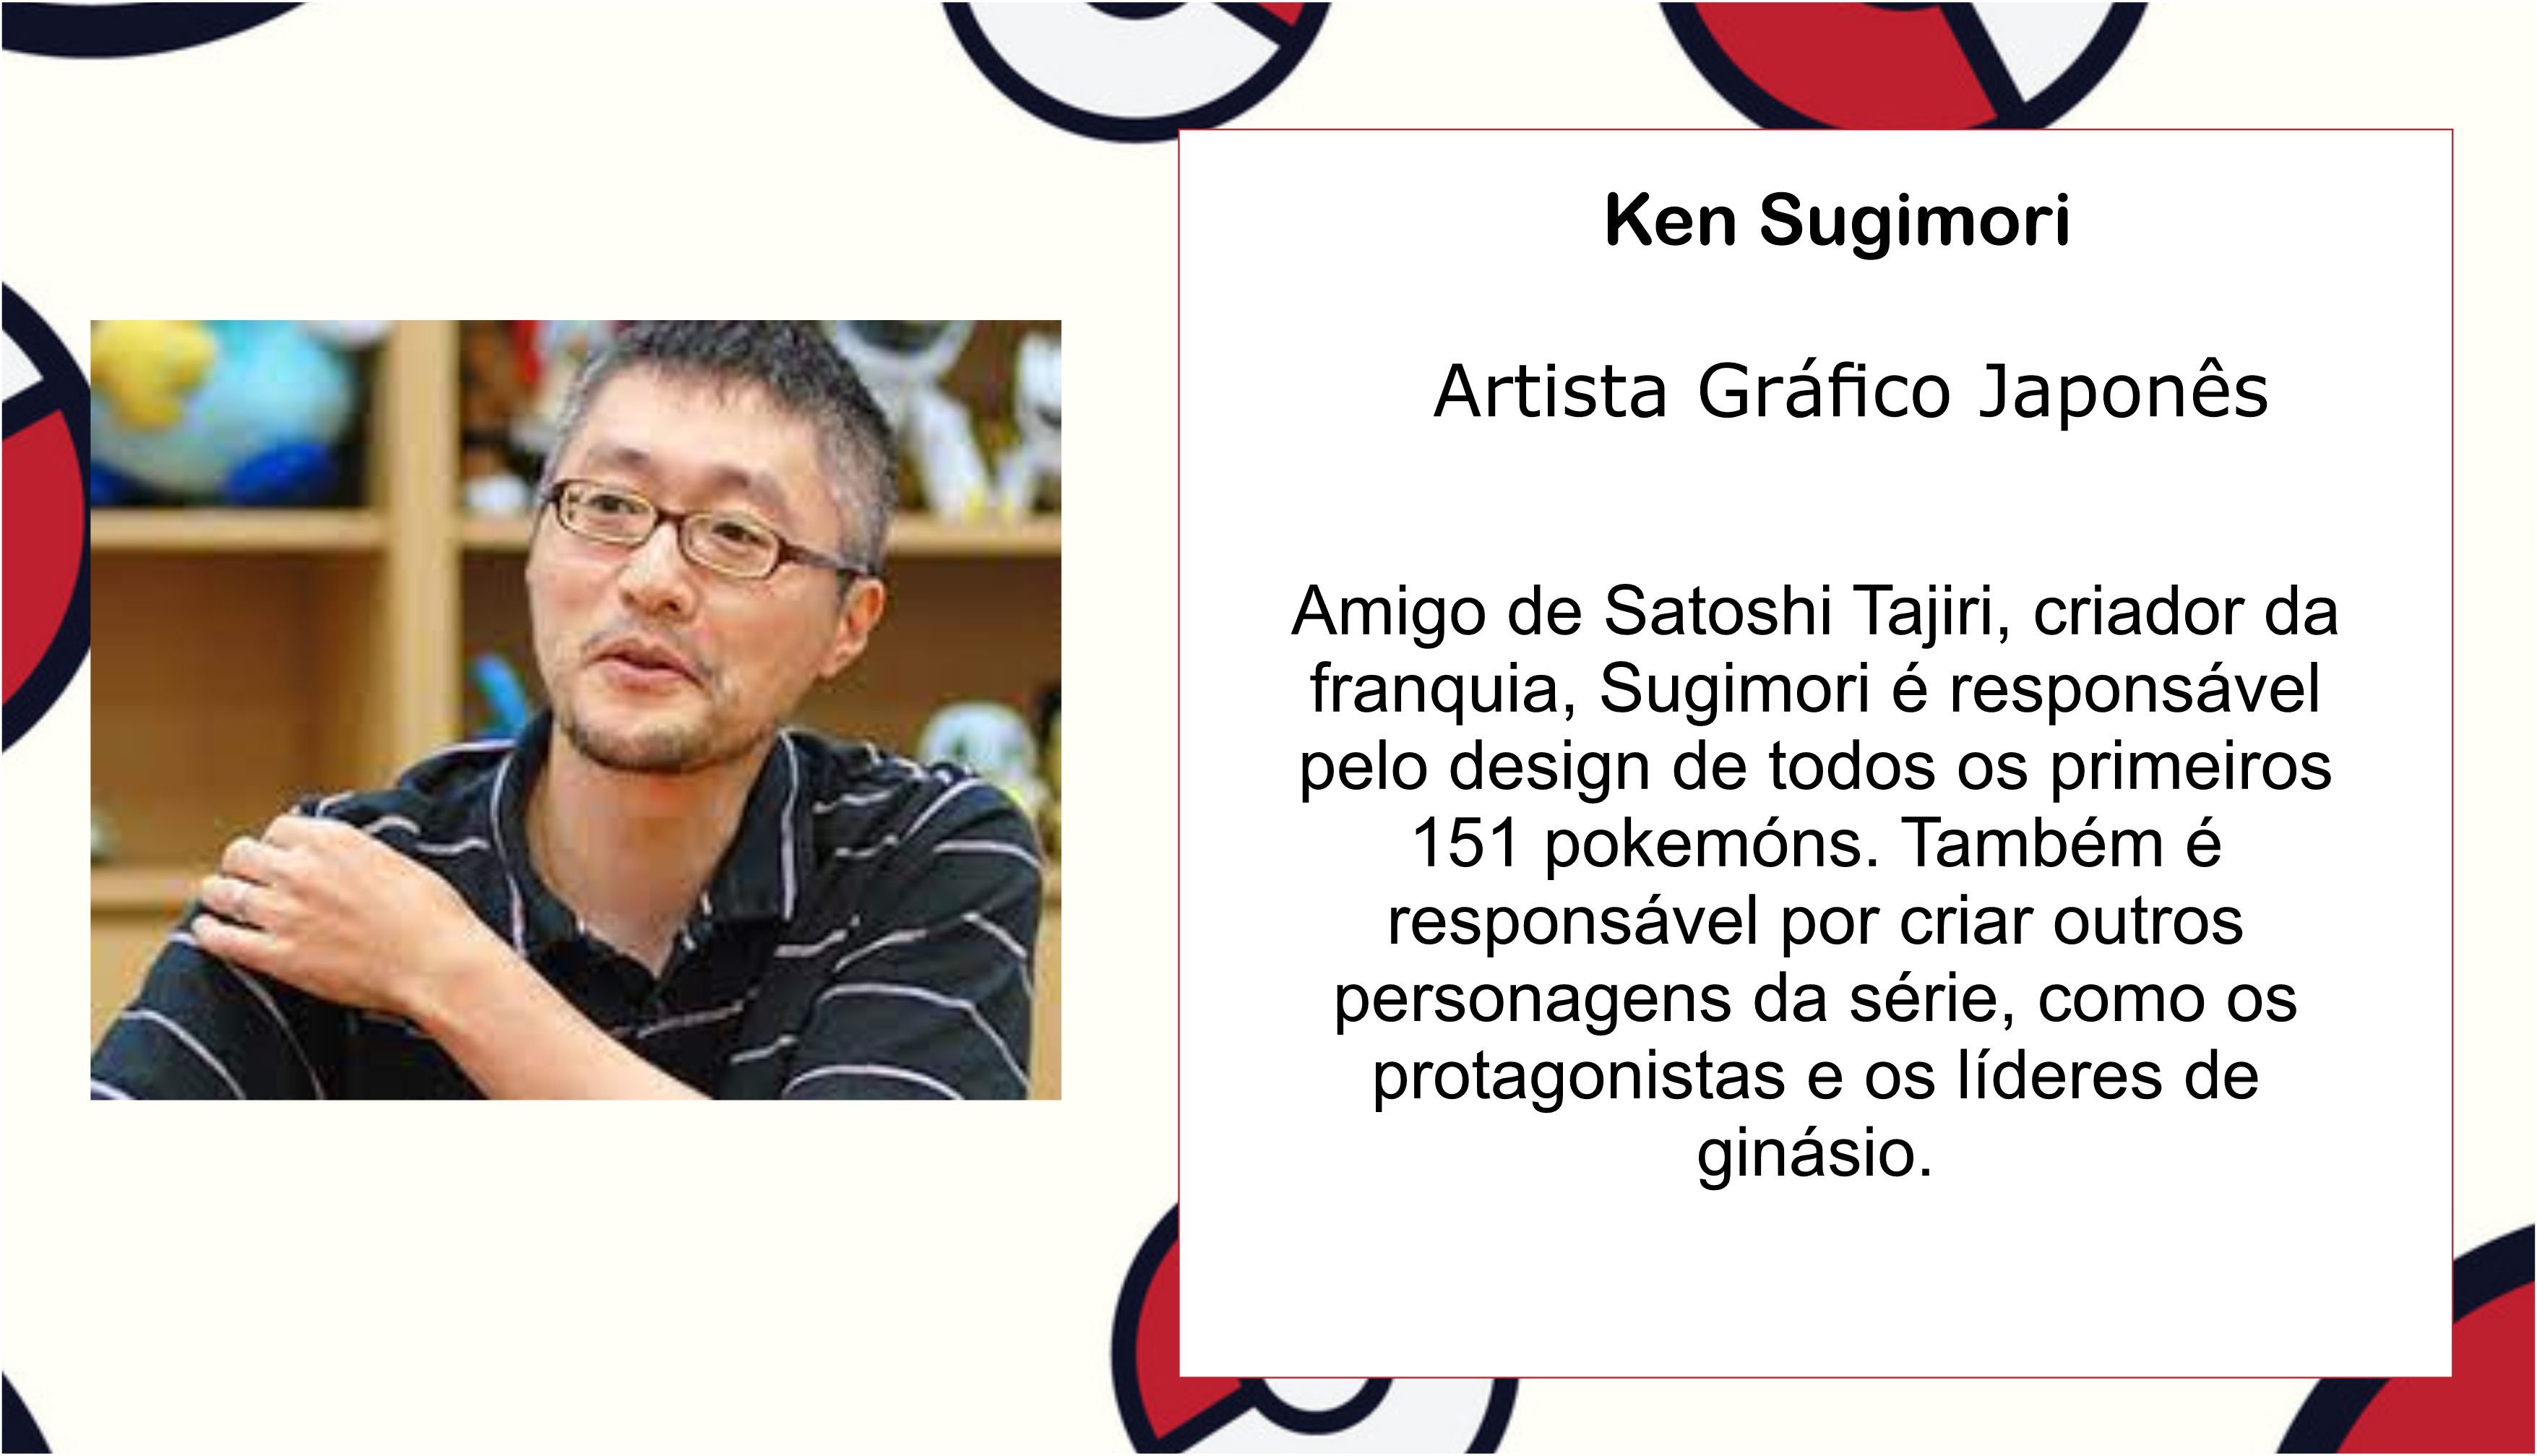 Ken Sugimori
Artista Gráfico Japonês
Amigo de Satoshi Tajiri, criador da
franquia, Sugimori é responsável
pelo design de todos os primeiros
151 pokemóns. Também é
responsável por criar outros
personagens da série, como os
protagonistas e os líderes de
ginásio.